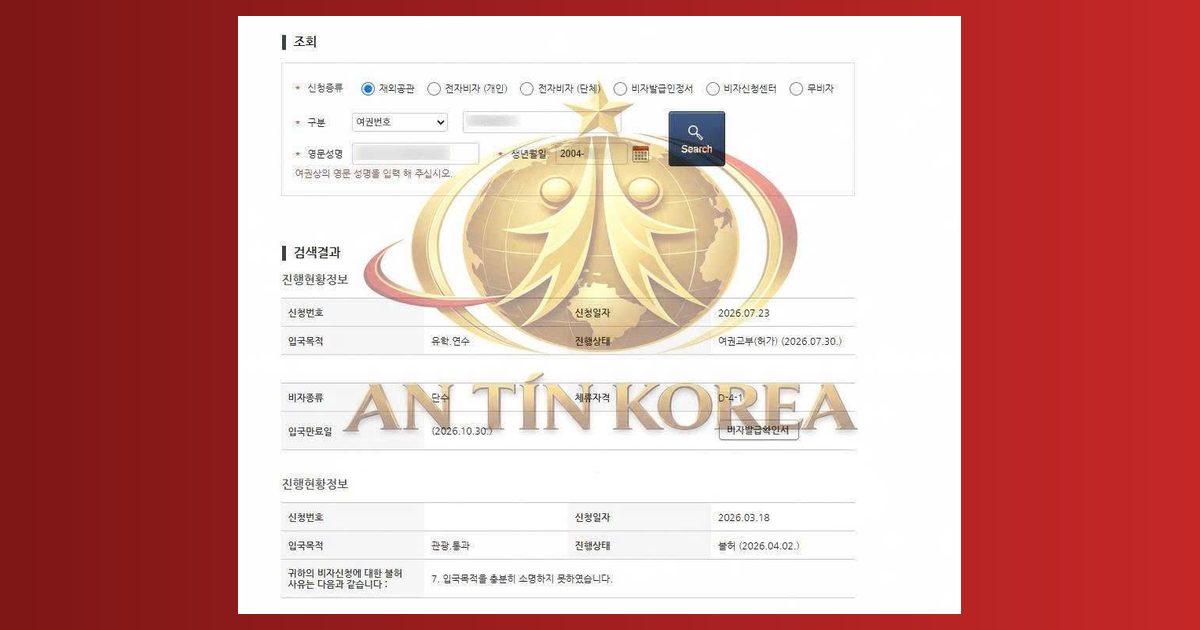 조회
* 신청종류 재외공관 전자비자 (개인) 전자비자 (단체) 비자발급인정서 비자신청센터 무비자
* 구분 여권번호
Search
* 영문성명 * 생년월일 2004-
여권상의 영문 성명을 입력 해 주십시오.
검색결과
진행현황정보
신청번호 신청일자 2026.07.23
입국목적 유학.연수 진행상태 여권교부(허가) (2026.07.30.)
비자종류 단수 체류자격 D-4-1
AN TÍN KOREA
입국만료일 (2026.10.30.) 비자발급확인서
진행현황정보
신청번호 신청일자 2026.03.18
입국목적 관광,통과 진행상태 불허 (2026.04.02.)
귀하의 비자신청에 대한 불허
사유는 다음과 같습니다 : 7. 입국목적을 충분히 소명하지 못하였습니다.